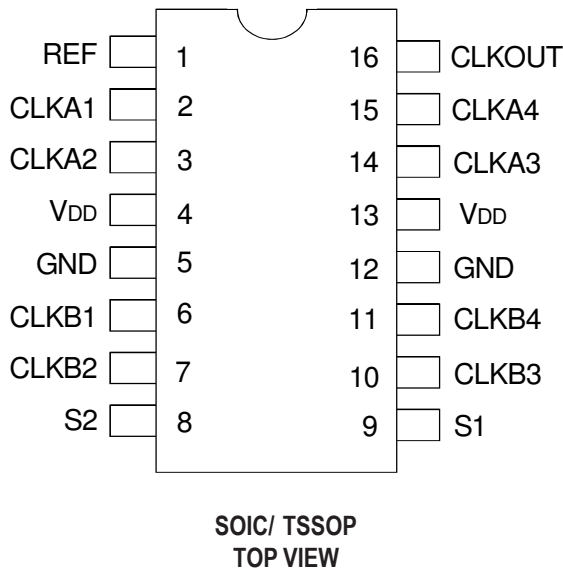 REF 1 16 CLKOUT
CLKA1 2 15 CLKA4
CLKA2 3 14 CLKA3
VDD 4 13 VDD
GND 5 12 GND
CLKB1 6 11 CLKB4
CLKB2 7 10 CLKB3
S2 8 9 S1
SOIC/ TSSOP
TOP VIEW